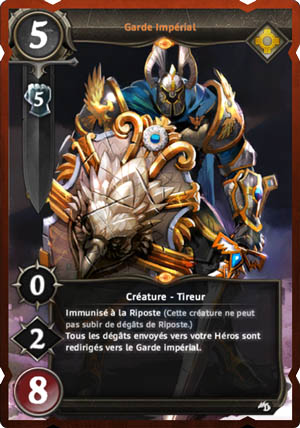 5
Garde Impérial
5
0
2
8
Créature - Tireur
Immunisé à la Riposte (Cette créature ne peut
pas subir de dégâts de Riposte.)
Tous les dégâts envoyés vers votre Héros sont
redirigés vers le Garde impérial.